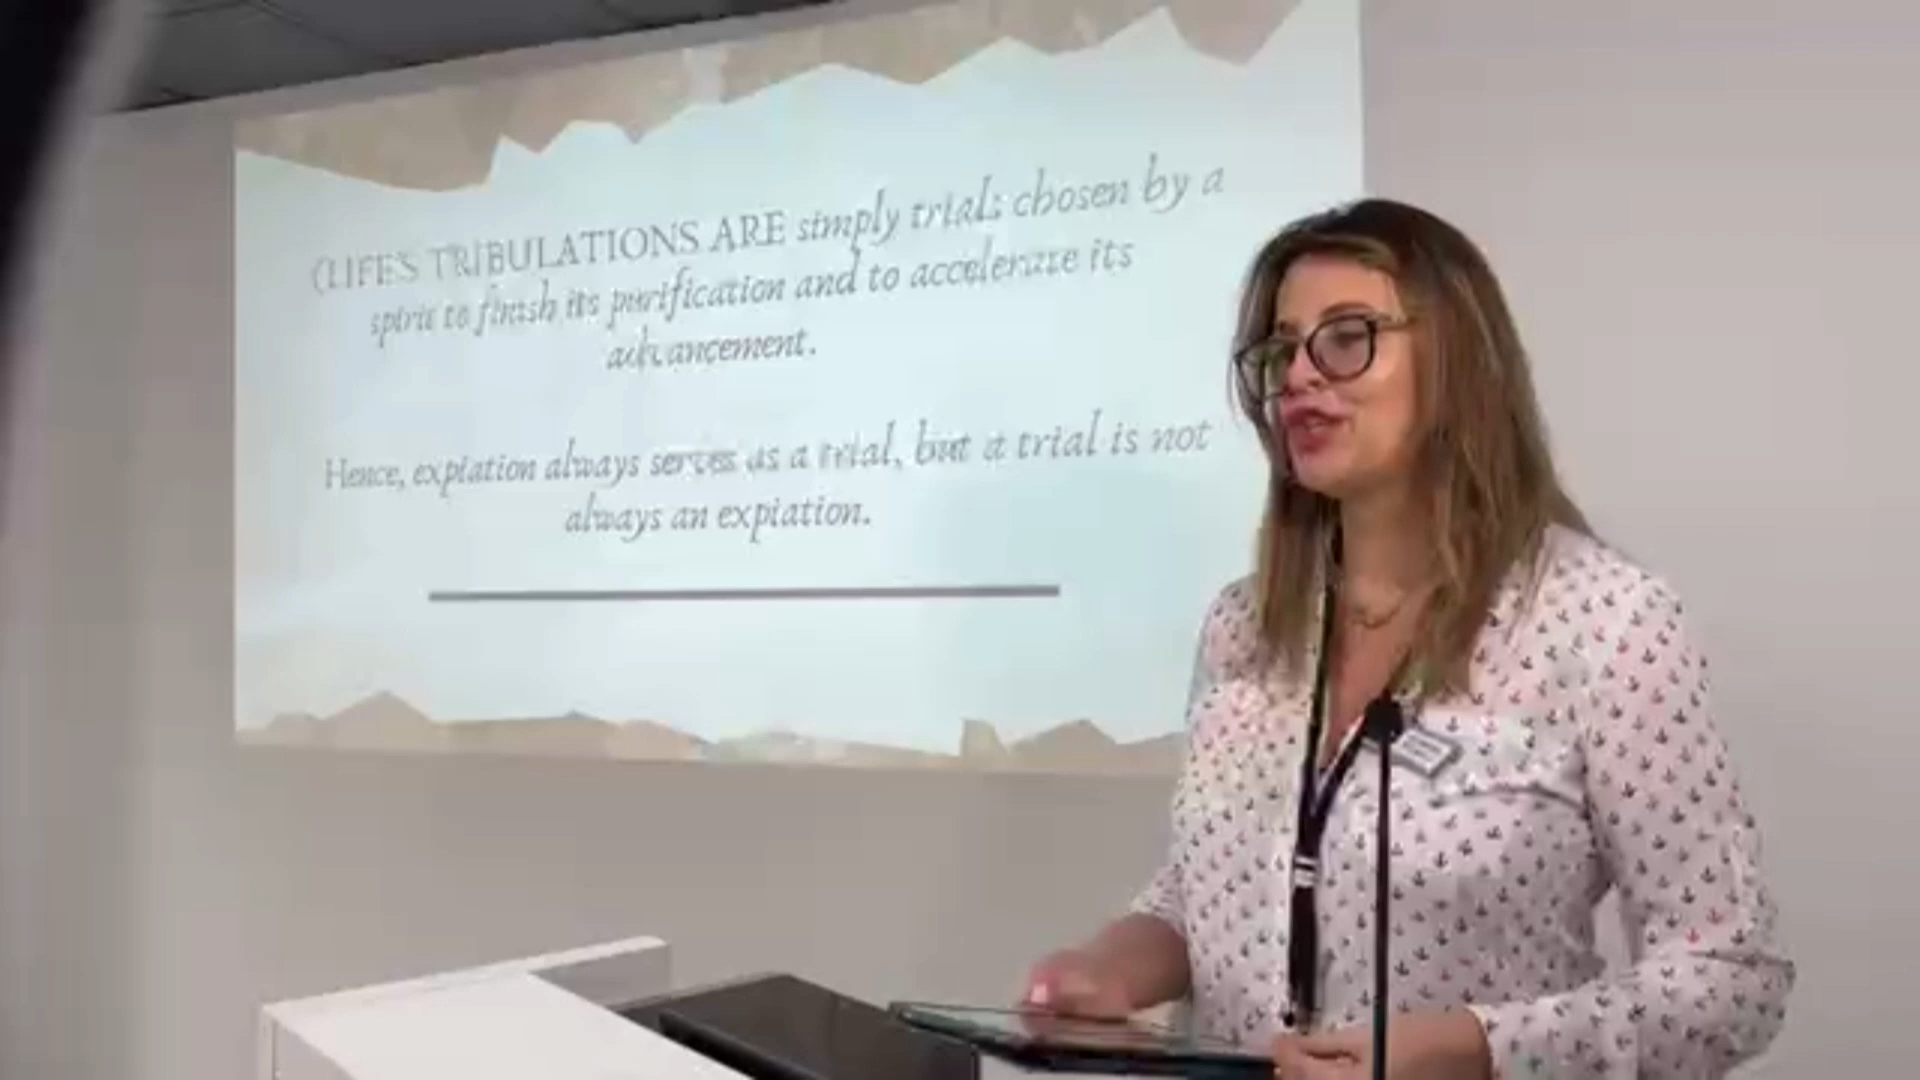 (LIFE'S TRIBULATIONS ARE simply trials chosen by a
spirit to finish its purification and to accelerate its
advancement.
Hence, expiation always serves as a trial, but a trial is not
always an expiation.